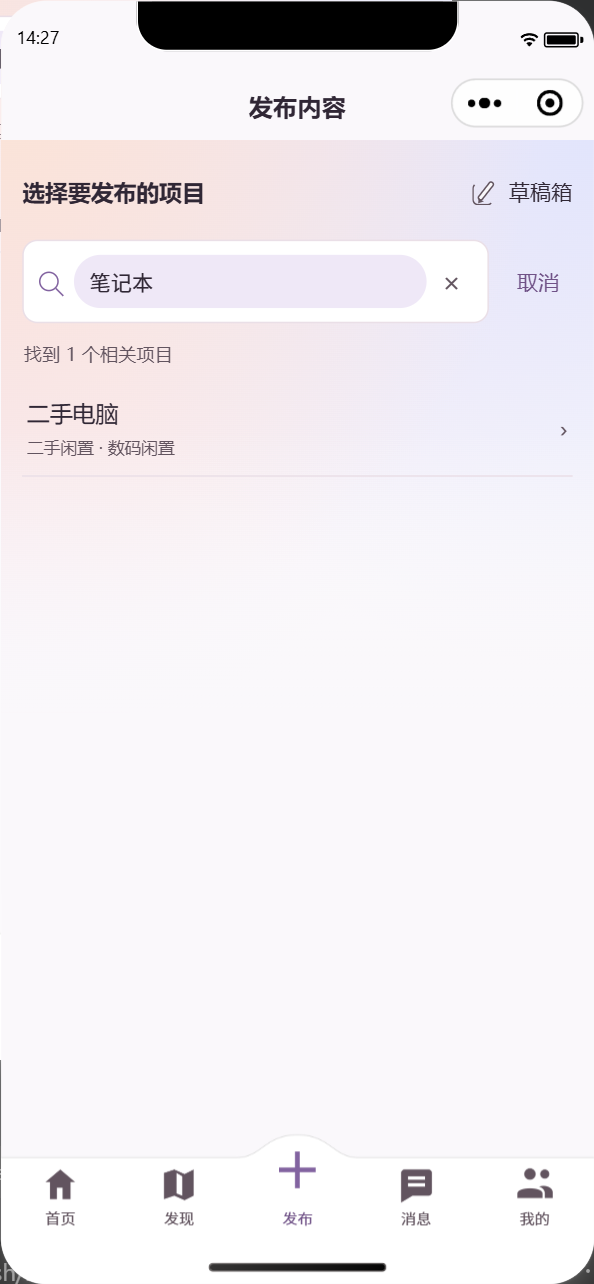 14:27
发布内容
选择要发布的项目
草稿箱
笔记本
取消
找到 1 个相关项目
二手电脑
二手闲置 · 数码闲置
首页
发现
发布
消息
我的